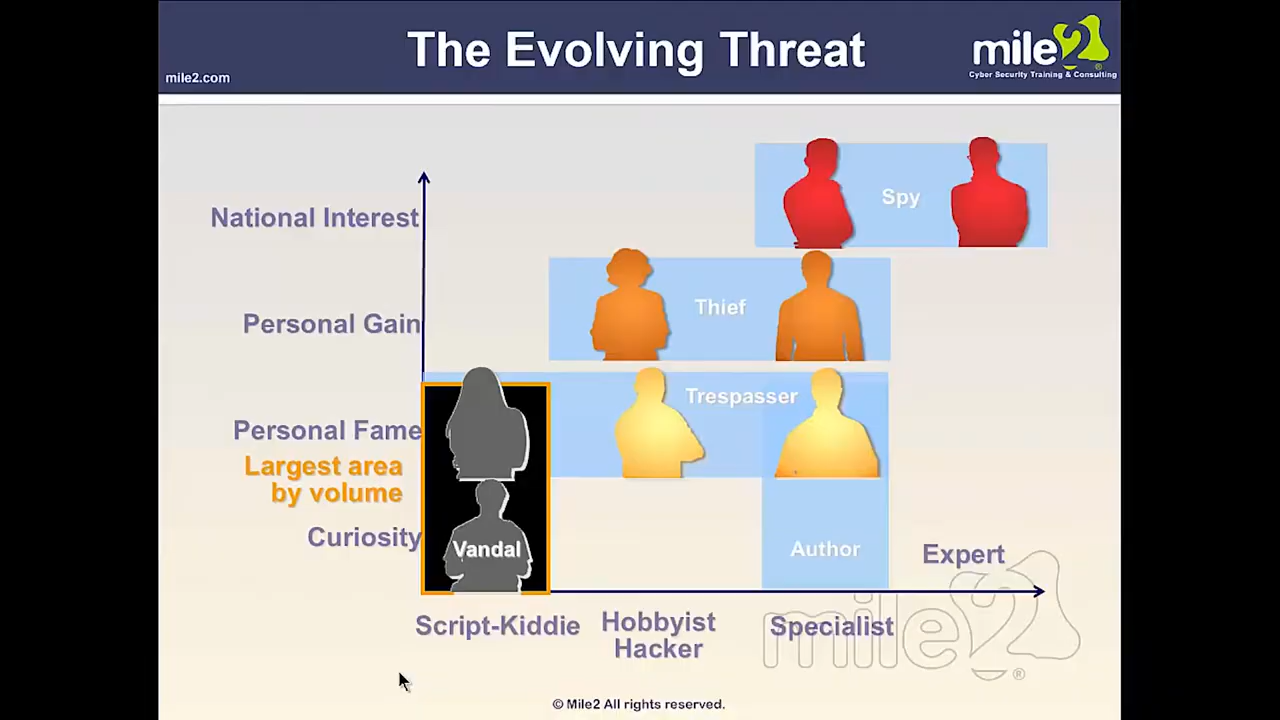 The Evolving Threat
mile2.com
mile2®
Cyber Security Training & Consulting
National Interest
Spy
Personal Gain
Thief
Trespasser
Personal Fame
Largest area
by volume
Curiosity
Vandal
Author
Expert
Script-Kiddie
Hobbyist
Hacker
Specialist
mile2®
© Mile2 All rights reserved.